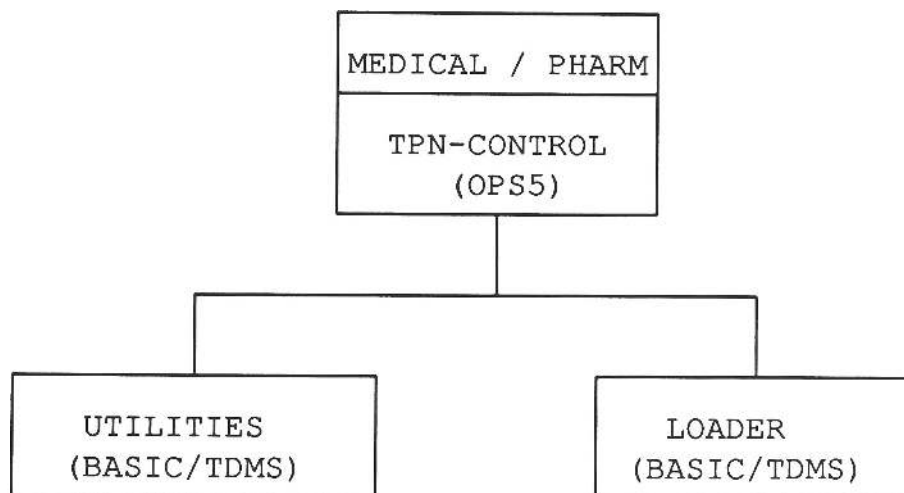 MEDICAL / PHARM
TPN-CONTROL
(OPS5)
UTILITIES
(BASIC/TDMS)
LOADER
(BASIC/TDMS)